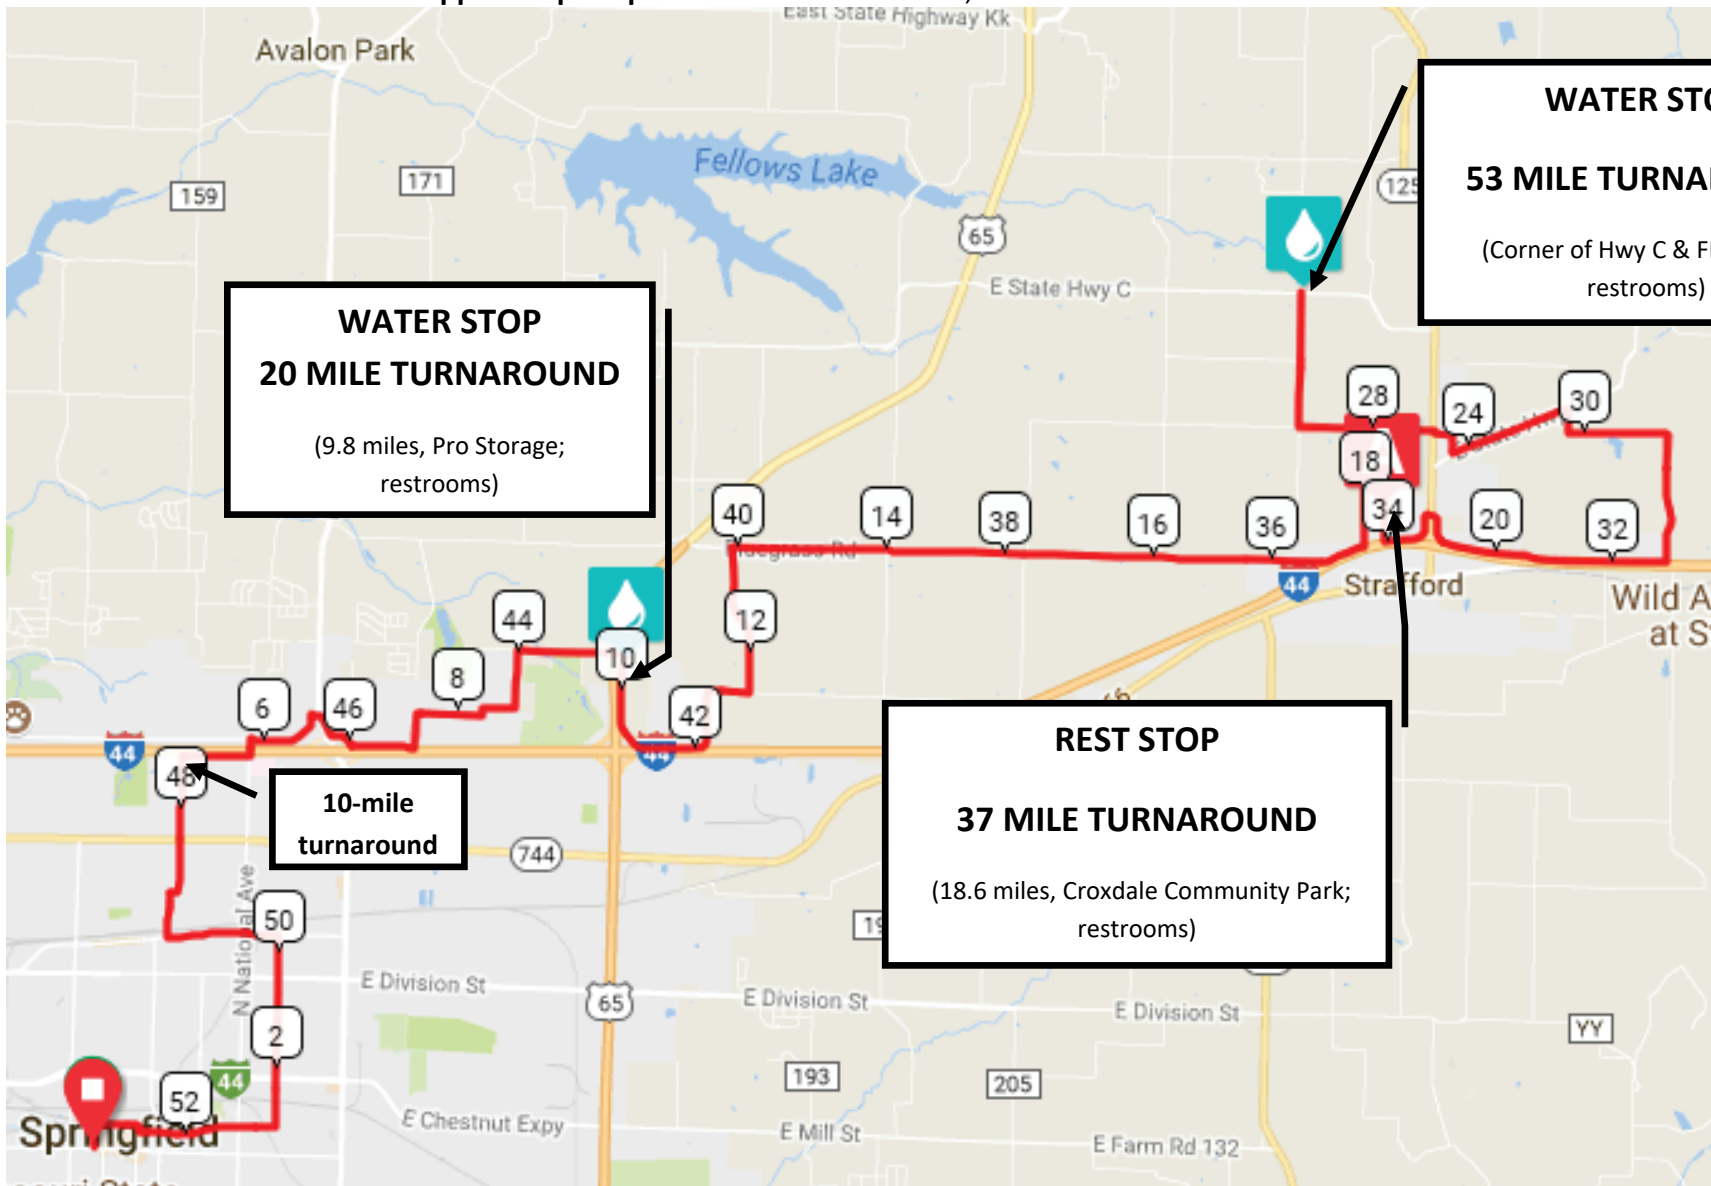 East State Highway Kk
Avalon Park
WATER
53 MILE
(Corner of Hwy C &
restrooms)
Fellows Lake
159
171
125
65
E State Hwy C
WATER STOP
20 MILE TURNAROUND
(9.8 miles, Pro Storage;
restrooms)
28
24
30
18
34
40
14
38
16
36
20
32
Bluegrass Rd
44
Strafford
Wild
at
44
12
10
8
6
46
42
44
44
48
10-mile
turnaround
REST STOP
37 MILE TURNAROUND
(18.6 miles, Croxdale Community Park;
restrooms)
744
N National Ave
50
E Division St
65
E Division St
E Division St
2
YY
193
205
44
52
Springfield
E Chestnut Expy
E Mill St
E Farm Rd 132